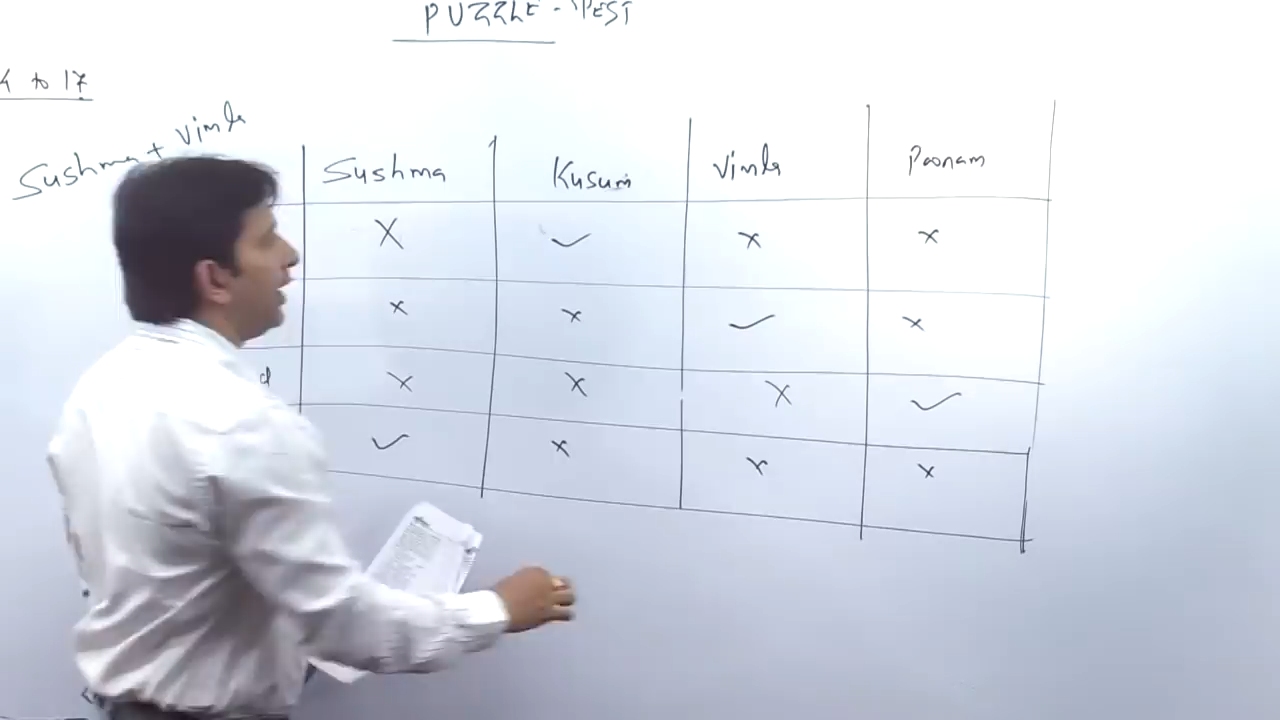 PUZZLE - TEST
to 17
Sushma + Vimla
Sushma Kusum Vimla Poonam
X ✓ x x
x x ✓ x
d x x X ✓
✓ x x x